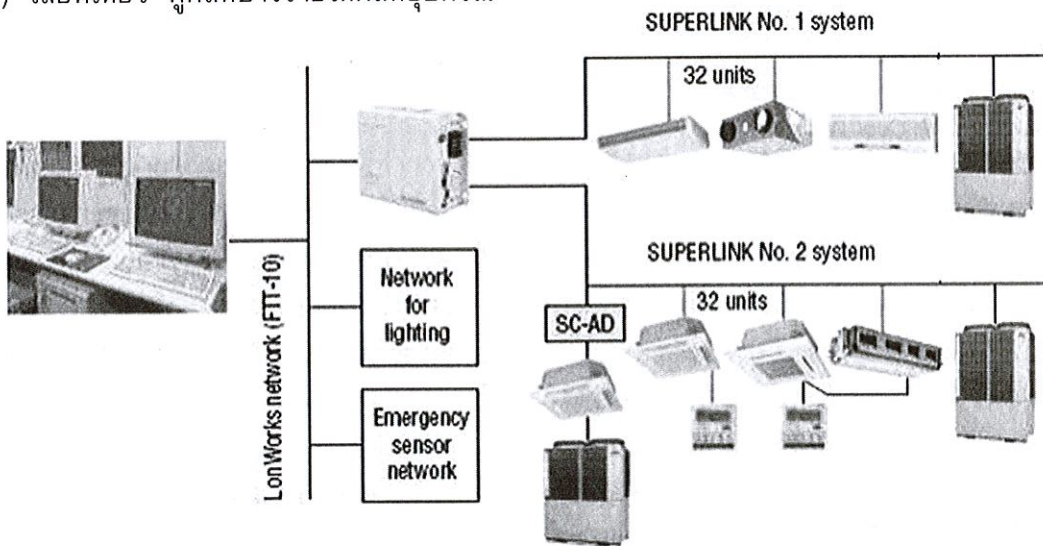 SUPERLINK No. 1 system
32 units
SUPERLINK No. 2 system
32 units
LonWorks network (FTT-10)
Network
for
lighting
SC-AD
Emergency
sensor
network